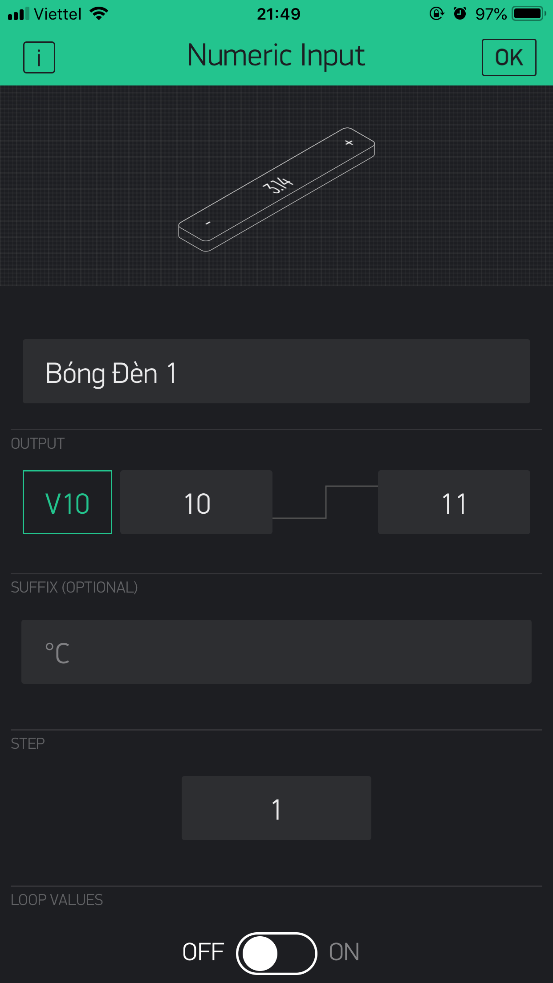 Viettel 21:49 97%
i Numeric Input OK
- 3.14 +
Bóng Đèn 1
OUTPUT
V10 10 11
SUFFIX (OPTIONAL)
°C
STEP
1
LOOP VALUES
OFF ON